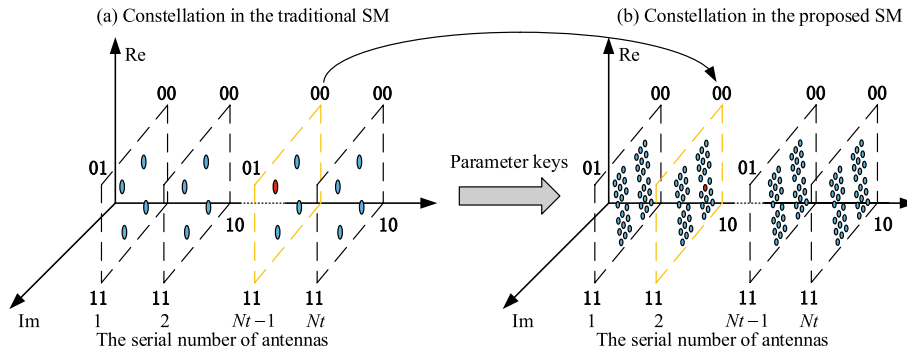 (a) Constellation in the traditional SM
(b) Constellation in the proposed SM
Re
Re
00 00 00 00
00 00 00 00
01 01
Parameter keys
01 01
10 10
10 10
11 11 11 11
11 11 11 11
Im
1 2 Nt−1 Nt
Im
1 2 Nt−1 Nt
The serial number of antennas
The serial number of antennas